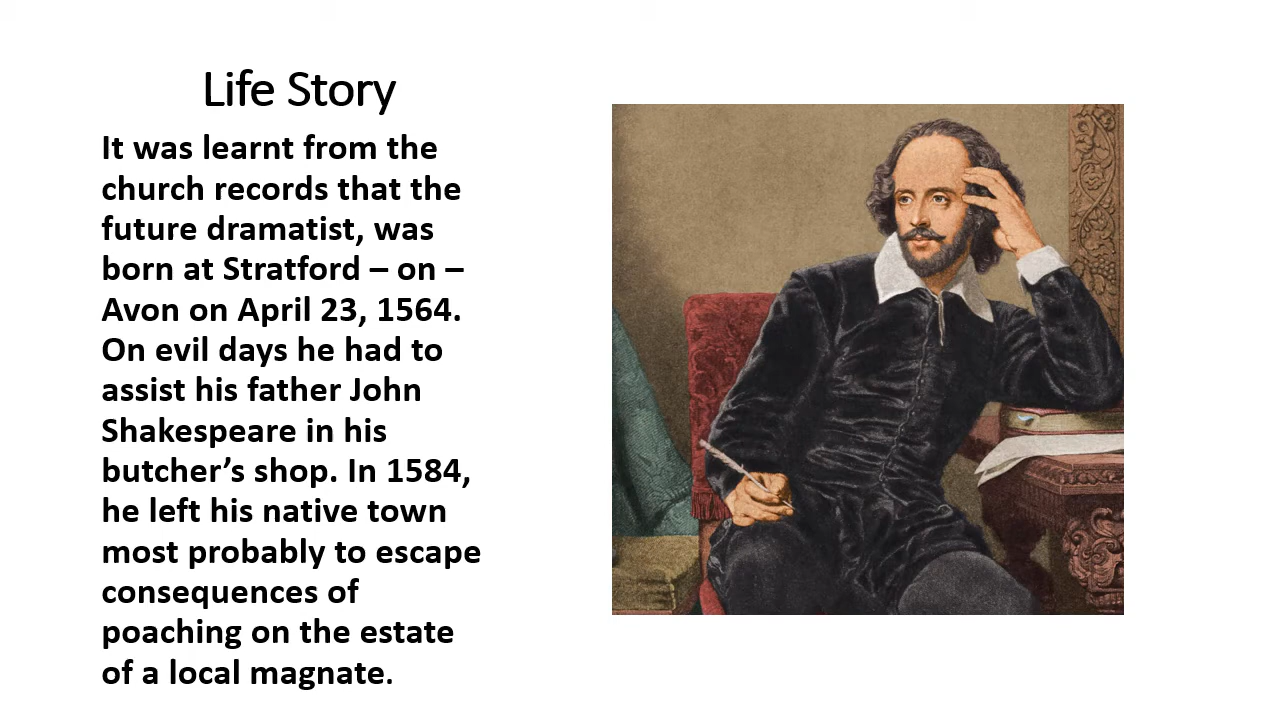 Life Story
It was learnt from the
church records that the
future dramatist, was
born at Stratford – on –
Avon on April 23, 1564.
On evil days he had to
assist his father John
Shakespeare in his
butcher’s shop. In 1584,
he left his native town
most probably to escape
consequences of
poaching on the estate
of a local magnate.